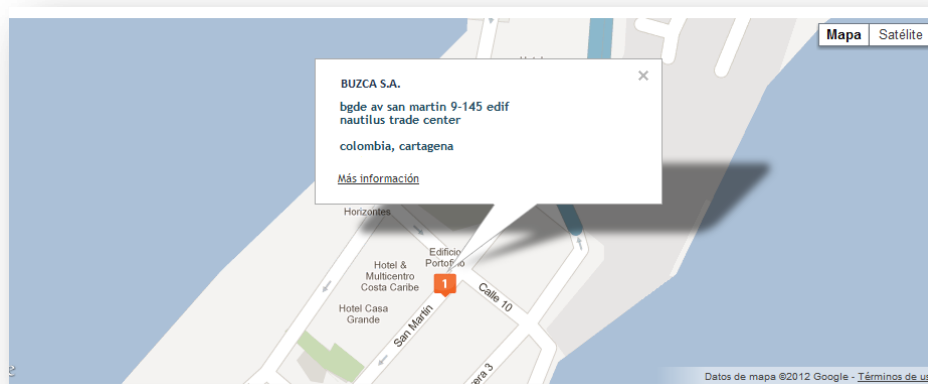 Mapa
Satélite
BUZCA S.A.
bgde av san martin 9-145 edif
nautilus trade center
colombia, cartagena
Más información
Horizontes
Edificio
Hotel &
Multicentro
Costa Caribe
Hotel Casa
Grande
1
Calle 10
San Martín
Datos de mapa ©2012 Google - Términos de